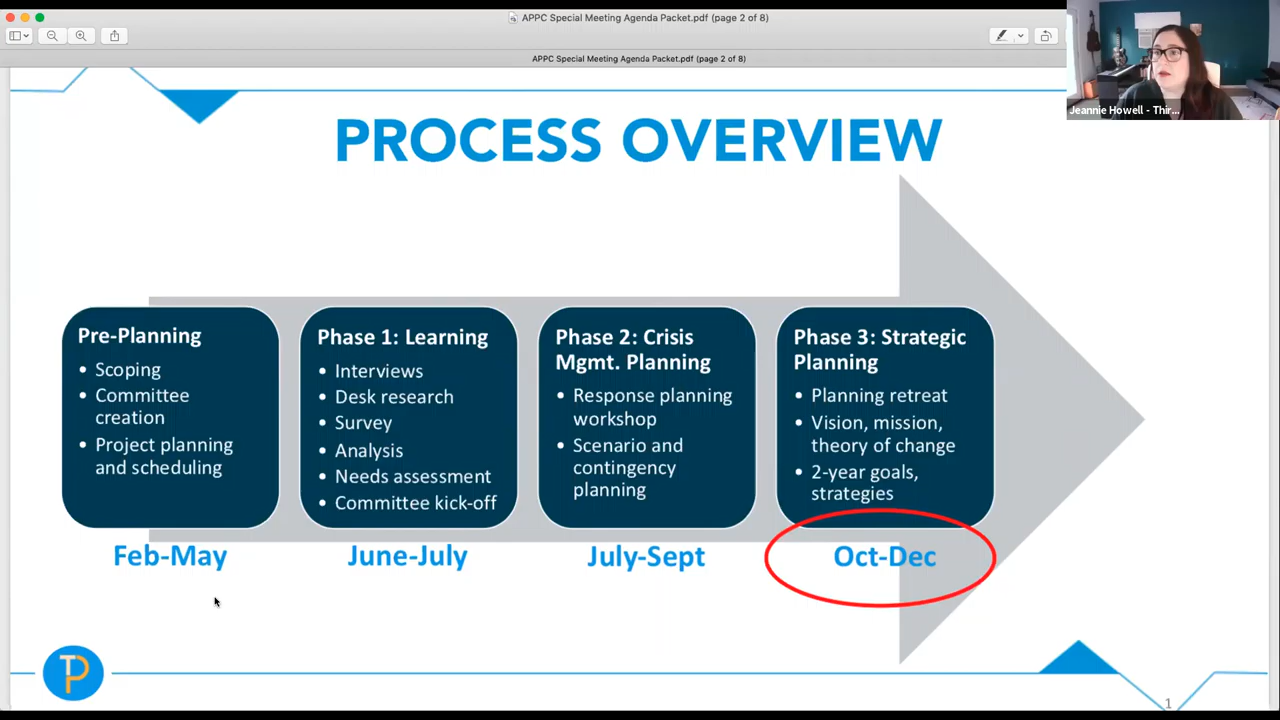 APPC Special Meeting Agenda Packet.pdf (page 2 of 8)
APPC Special Meeting Agenda Packet.pdf (page 2 of 8)
Jeannie Howell - Thir...
PROCESS OVERVIEW
Pre-Planning
• Scoping
• Committee
creation
• Project planning
and scheduling
Feb-May
Phase 1: Learning
• Interviews
• Desk research
• Survey
• Analysis
• Needs assessment
• Committee kick-off
June-July
Phase 2: Crisis
Mgmt. Planning
• Response planning
workshop
• Scenario and
contingency
planning
July-Sept
Phase 3: Strategic
Planning
• Planning retreat
• Vision, mission,
theory of change
• 2-year goals,
strategies
Oct-Dec
TP
1